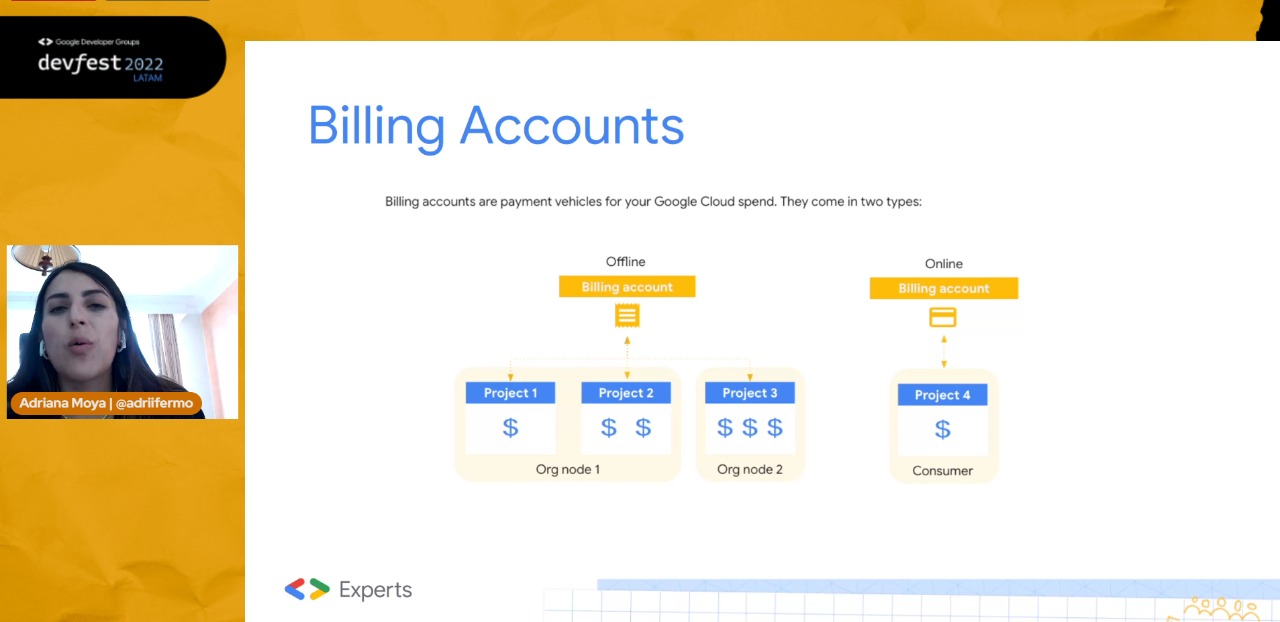 Google Developer Groups
devfest 2022
LATAM
Billing Accounts
Billing accounts are payment vehicles for your Google Cloud spend. They come in two types:
Offline
Billing account
Online
Billing account
Project 1
$
Project 2
$ $
Project 3
$ $ $
Project 4
$
Org node 1
Org node 2
Consumer
Adriana Moya | @adriifermo
Experts